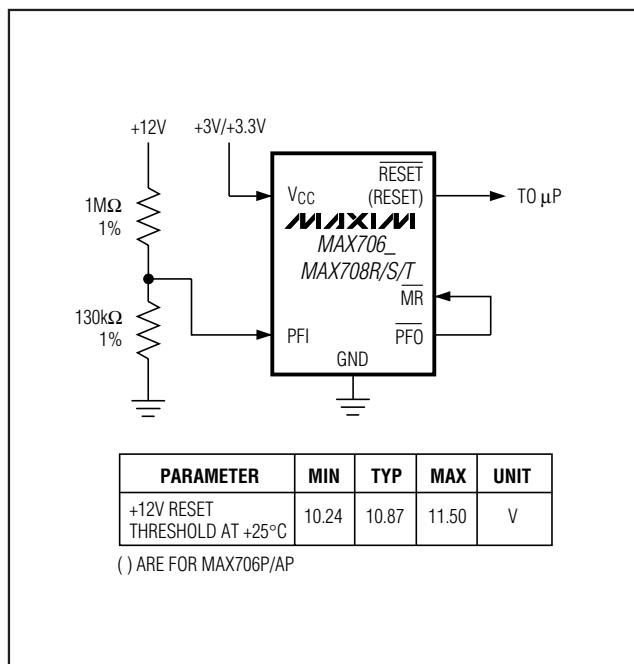 +12V
+3V/+3.3V
1MΩ
1%
130kΩ
1%
VCC
RESET
(RESET)
MAXIM
MAX706_
MAX708R/S/T
MR
PFI
PFO
GND
TO µP
PARAMETER MIN TYP MAX UNIT
+12V RESET
THRESHOLD AT +25°C 10.24 10.87 11.50 V
( ) ARE FOR MAX706P/AP